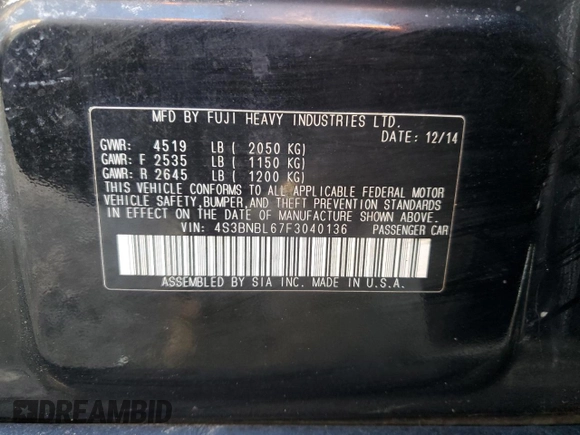 MFD BY FUJI HEAVY INDUSTRIES LTD.
DATE: 12/14
GVWR: 4519 LB ( 2050 KG)
GAWR: F 2535 LB ( 1150 KG)
GAWR: R 2645 LB ( 1200 KG)
THIS VEHICLE CONFORMS TO ALL APPLICABLE FEDERAL MOTOR
VEHICLE SAFETY,BUMPER,AND THEFT PREVENTION STANDARDS
IN EFFECT ON THE DATE OF MANUFACTURE SHOWN ABOVE.
VIN: 4S3BNBL67F3040136 PASSENGER CAR
ASSEMBLED BY SIA INC. MADE IN U.S.A.
DREAMBID